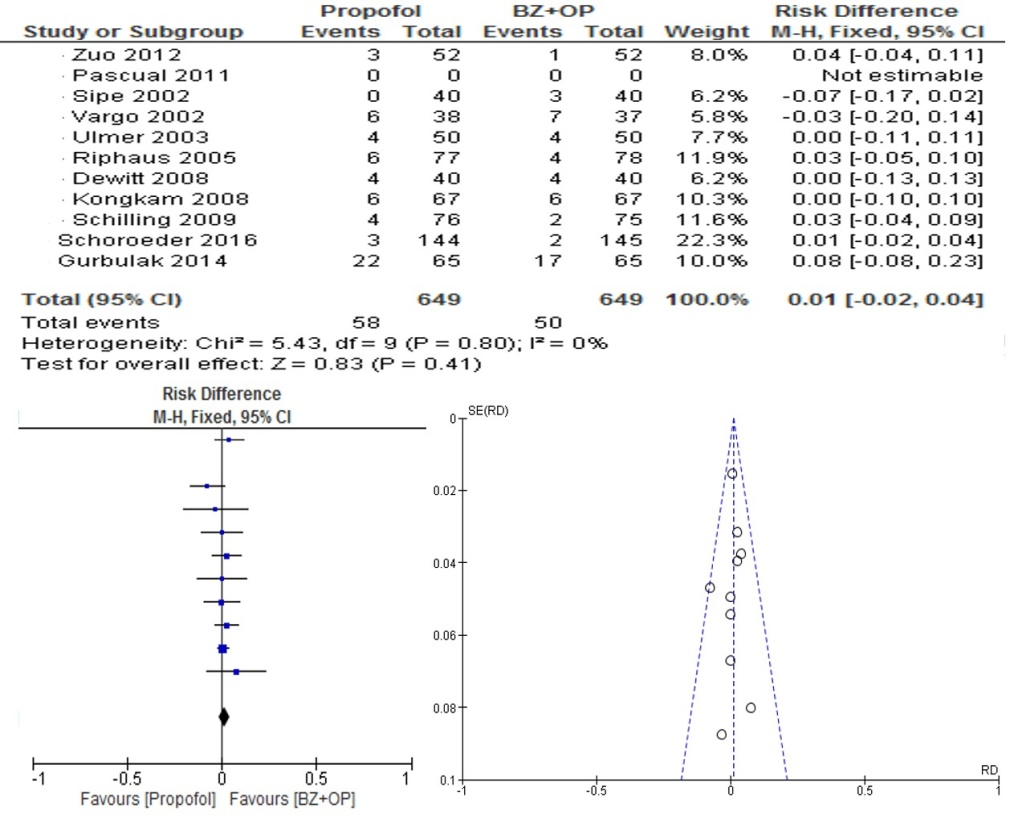 Propofol BZ+OP Risk Difference
Study or Subgroup Events Total Events Total Weight M-H, Fixed, 95% CI
Zuo 2012 3 52 1 52 8.0% 0.04 [-0.04, 0.11]
Pascual 2011 0 0 0 0 Not estimable
Sipe 2002 0 40 3 40 6.2% -0.07 [-0.17, 0.02]
Vargo 2002 6 38 7 37 5.8% -0.03 [-0.20, 0.14]
Ulmer 2003 4 50 4 50 7.7% 0.00 [-0.11, 0.11]
Riphaus 2005 6 77 4 78 11.9% 0.03 [-0.05, 0.10]
Dewitt 2008 4 40 4 40 6.2% 0.00 [-0.13, 0.13]
Kongkam 2008 6 67 6 67 10.3% 0.00 [-0.10, 0.10]
Schilling 2009 4 76 2 75 11.6% 0.03 [-0.04, 0.09]
Schoroeder 2016 3 144 2 145 22.3% 0.01 [-0.02, 0.04]
Gurbulak 2014 22 65 17 65 10.0% 0.08 [-0.08, 0.23]
Total (95% CI) 649 649 100.0% 0.01 [-0.02, 0.04]
Total events 58 50
Heterogeneity: Chi² = 5.43, df = 9 (P = 0.80); I² = 0%
Test for overall effect: Z = 0.83 (P = 0.41)
Risk Difference
M-H, Fixed, 95% CI
-1 -0.5 0 0.5 1
Favours [Propofol] Favours [BZ+OP]
SE(RD)
0
0.02
0.04
0.06
0.08
0.1
RD
-1 -0.5 0 0.5 1